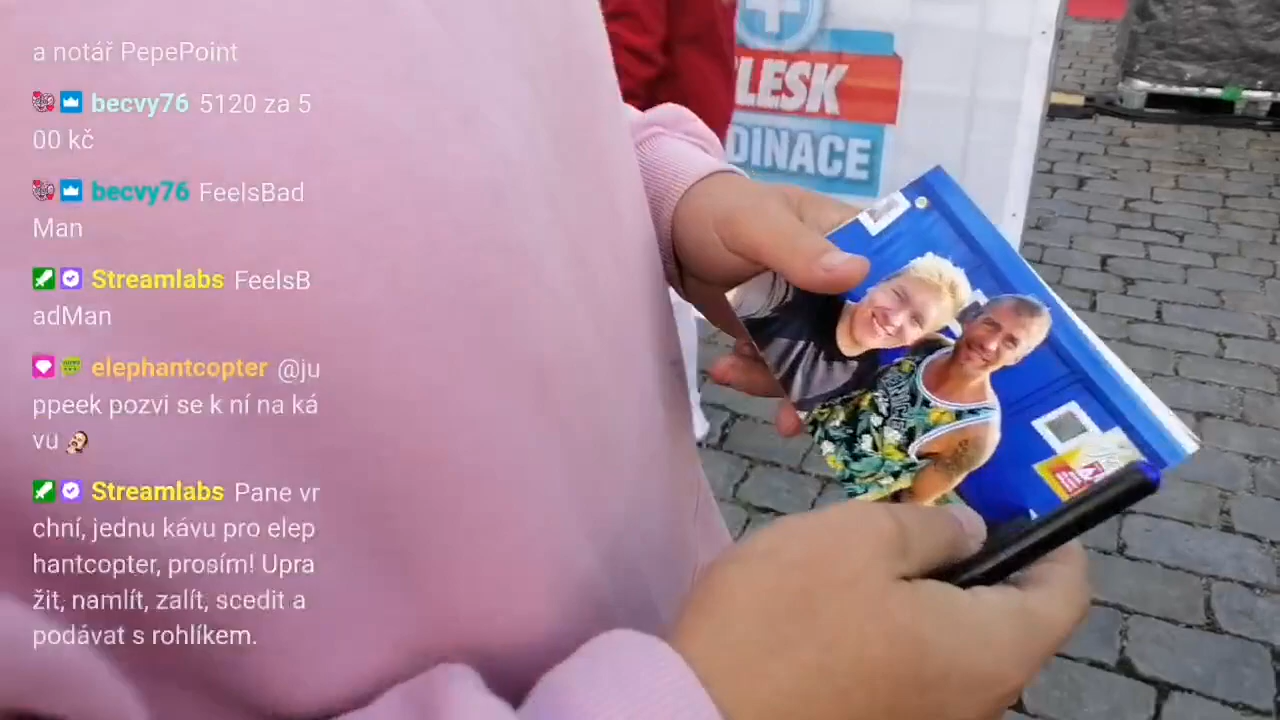 a notář PepePoint
becvy76 5120 za 5
00 kč
becvy76 FeelsBad
Man
Streamlabs FeelsB
adMan
elephantcopter @ju
ppeek pozvi se k ní na ká
vu
Streamlabs Pane vr
chní, jednu kávu pro elep
hantcopter, prosím! Upra
žit, namlít, zalít, scedit a
podávat s rohlíkem.
LESK
DINACE